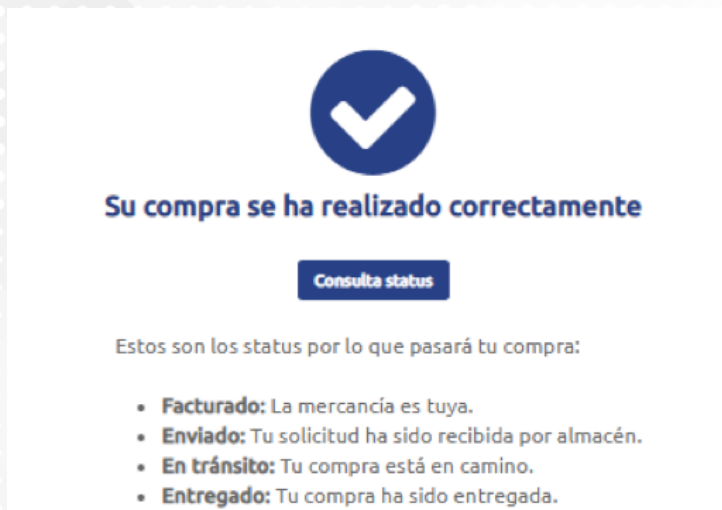 Su compra se ha realizado correctamente
Consulta status
Estos son los status por lo que pasará tu compra:
• Facturado: La mercancía es tuya.
• Enviado: Tu solicitud ha sido recibida por almacén.
• En tránsito: Tu compra está en camino.
• Entregado: Tu compra ha sido entregada.